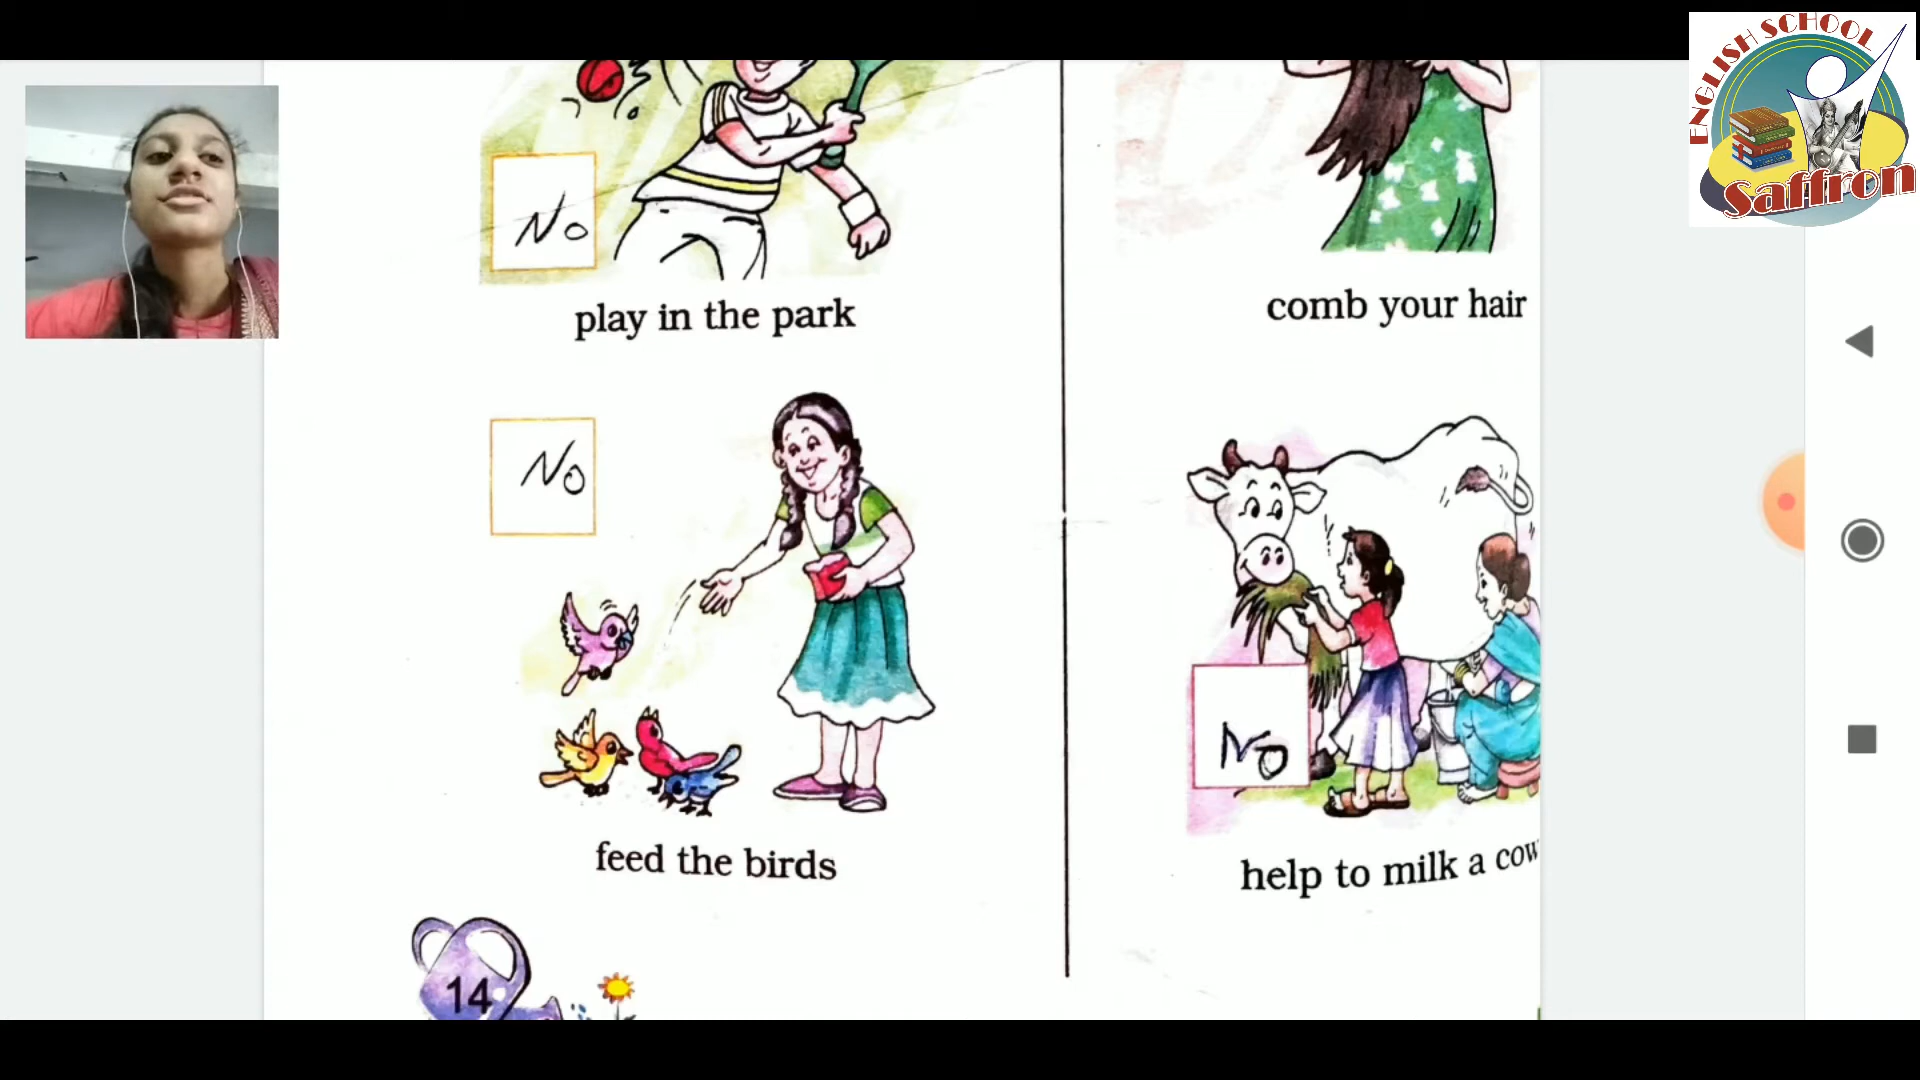 ENGLISH SCHOOL
Saffron
No
play in the park
comb your hair
No
No
feed the birds
help to milk a cow
14